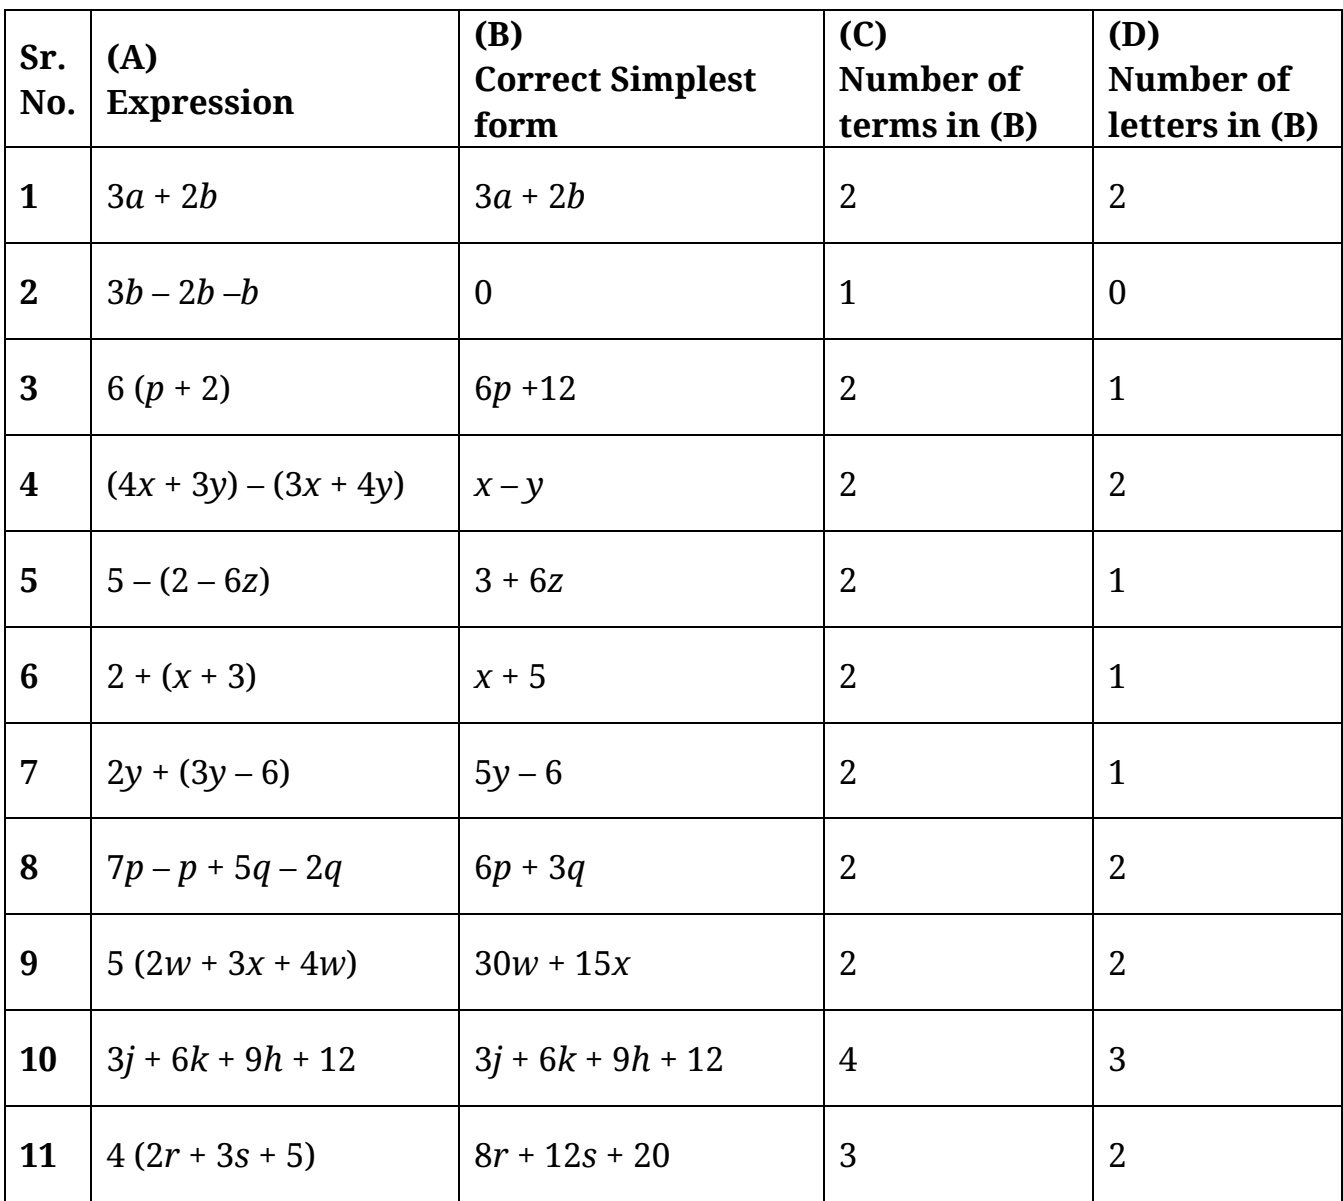 Sr. No. (A) Expression (B) Correct Simplest form (C) Number of terms in (B) (D) Number of letters in (B)
1 3a + 2b 3a + 2b 2 2
2 3b – 2b –b 0 1 0
3 6 (p + 2) 6p +12 2 1
4 (4x + 3y) – (3x + 4y) x – y 2 2
5 5 – (2 – 6z) 3 + 6z 2 1
6 2 + (x + 3) x + 5 2 1
7 2y + (3y – 6) 5y – 6 2 1
8 7p – p + 5q – 2q 6p + 3q 2 2
9 5 (2w + 3x + 4w) 30w + 15x 2 2
10 3j + 6k + 9h + 12 3j + 6k + 9h + 12 4 3
11 4 (2r + 3s + 5) 8r + 12s + 20 3 2